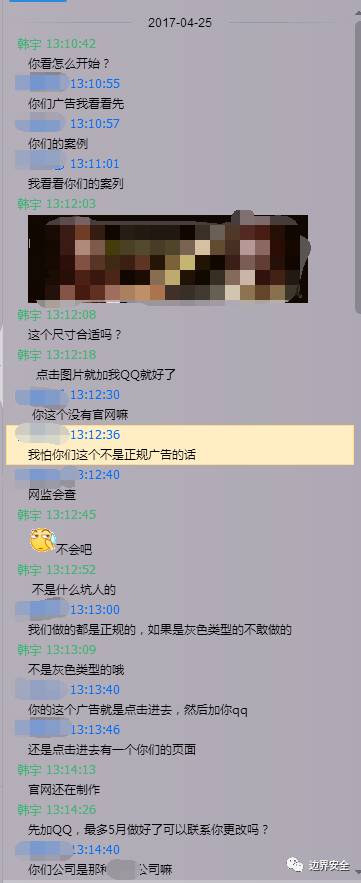 2017-04-25
韩宇 13:10:42
你看怎么开始？
13:10:55
你们广告我看看先
13:10:57
你们的案例
13:11:01
我看看你们的案列
韩宇 13:12:03
韩宇 13:12:08
这个尺寸合适吗？
韩宇 13:12:18
点击图片就加我QQ就好了
13:12:30
你这个没有官网嘛
13:12:36
我怕你们这个不是正规广告的话
13:12:40
网监会查
韩宇 13:12:45
不会吧
韩宇 13:12:52
不是什么坑人的
13:13:00
我们做的都是正规的，如果是灰色类型的不敢做的
韩宇 13:13:09
不是灰色类型的哦
13:13:40
你的这个广告就是点击进去，然后加你qq
13:13:46
还是点击进去有一个你们的页面
韩宇 13:14:13
官网还在制作
韩宇 13:14:26
先加QQ，最多5月做好了可以联系你更改吗？
13:14:40
你们公司是那种公司嘛
边界安全